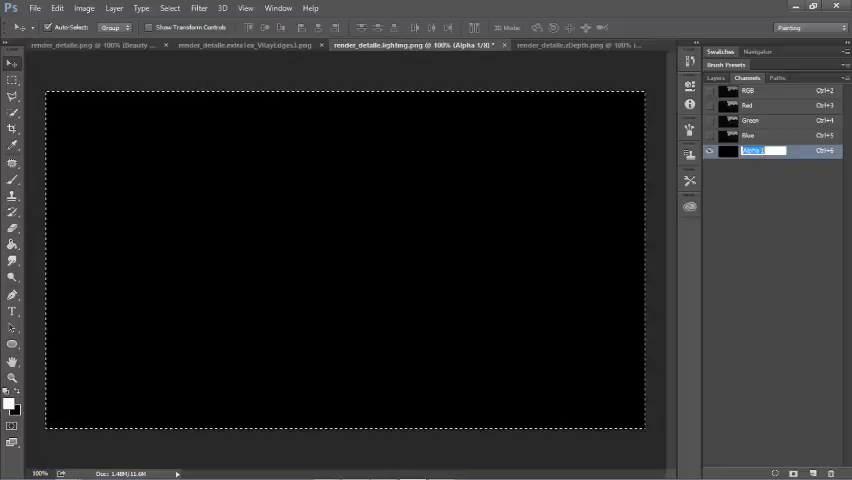 Ps File Edit Image Layer Type Select Filter 3D View Window Help
Auto-Select: Group Show Transform Controls 3D Mode: Painting
render_detalle.png @ 100% (Beauty ... × render_detalle.extraTex_VRayEdges1.png × render_detalle.lighting.png @ 100% (Alpha 1/8) * × render_detalle.zDepth.png @ 100% (...
Swatches Navigator
Brush Presets
Layers Channels Paths
RGB Ctrl+2
Red Ctrl+3
Green Ctrl+4
Blue Ctrl+5
Alpha 1 Ctrl+6
100% Doc: 1.48M/11.6M